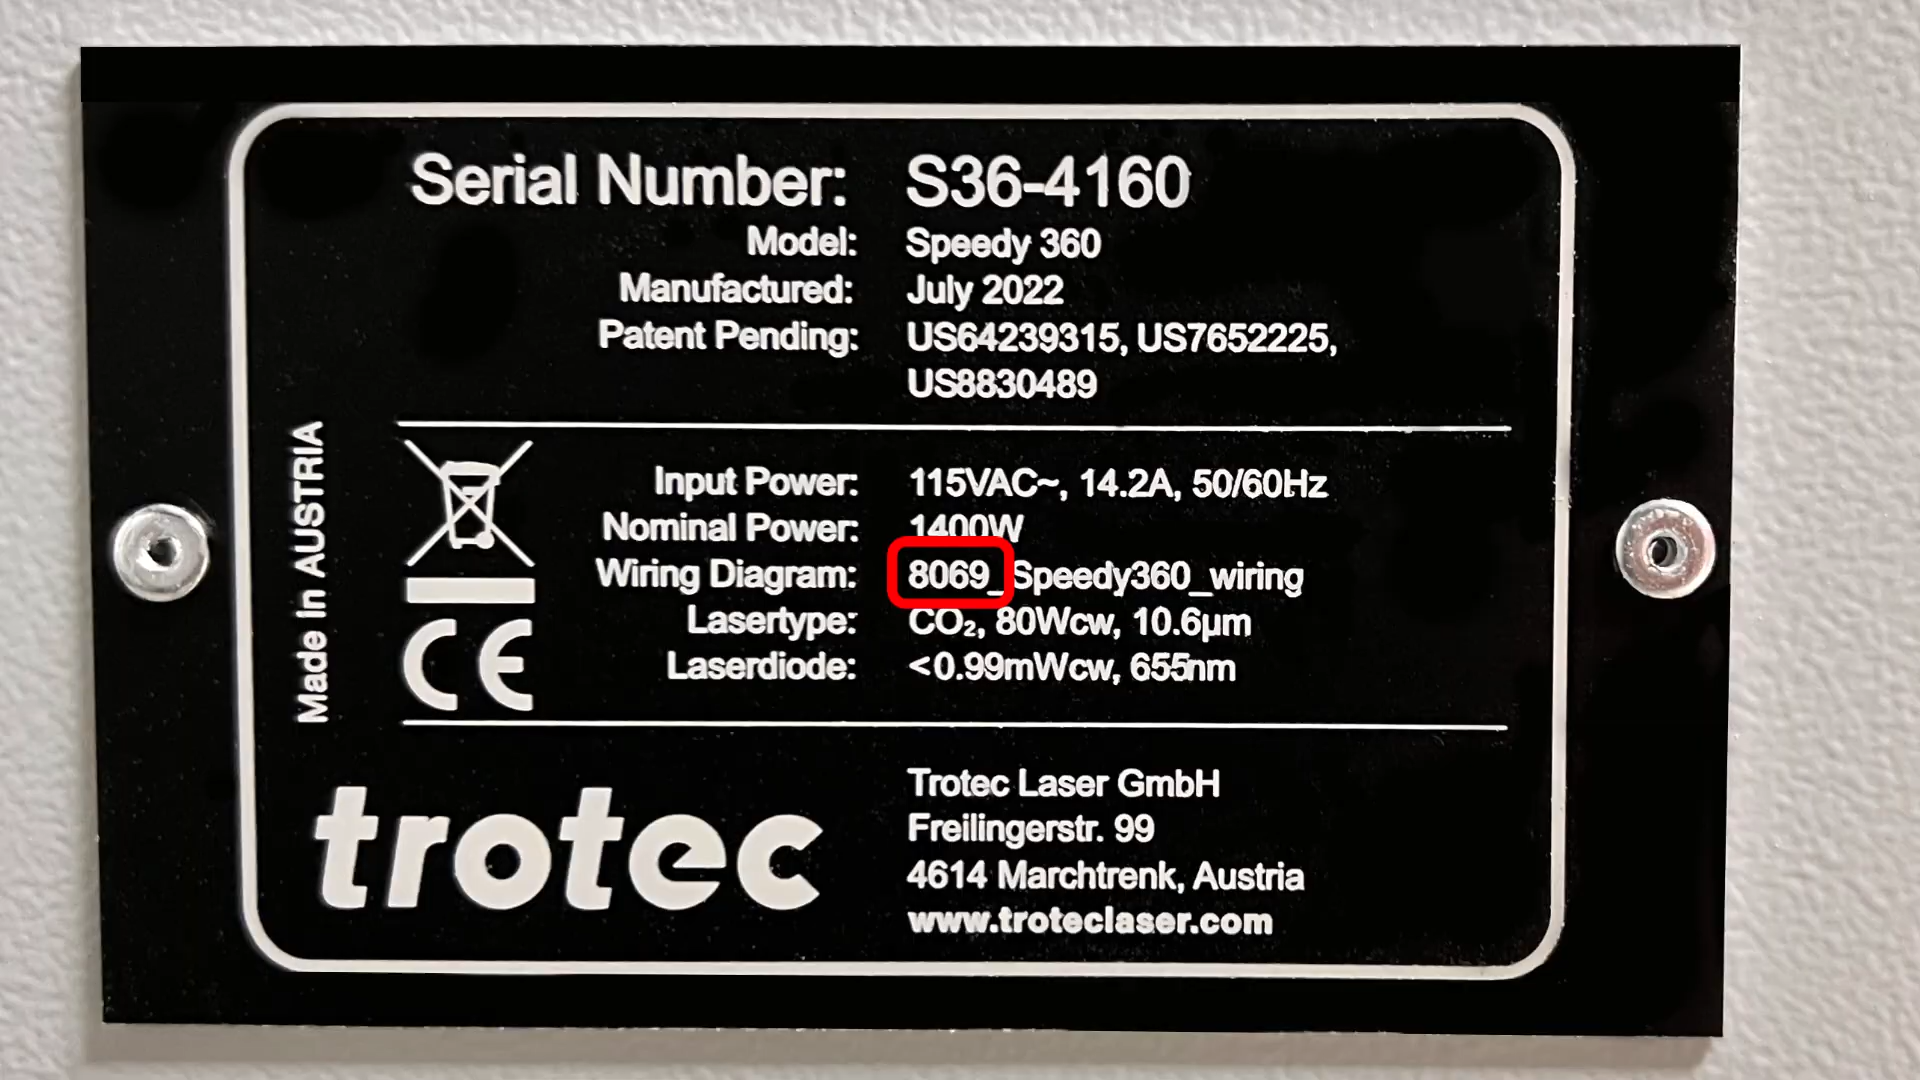 Serial Number: S36-4160
Model: Speedy 360
Manufactured: July 2022
Patent Pending: US64239315, US7652225,
US8830489
Made in AUSTRIA
Input Power: 115VAC~, 14.2A, 50/60Hz
Nominal Power: 1400W
Wiring Diagram: 8069_Speedy360_wiring
CE
Lasertype: CO₂, 80Wcw, 10.6µm
Laserdiode: <0.99mWcw, 655nm
trotec
Trotec Laser GmbH
Freilingerstr. 99
4614 Marchtrenk, Austria
www.troteclaser.com